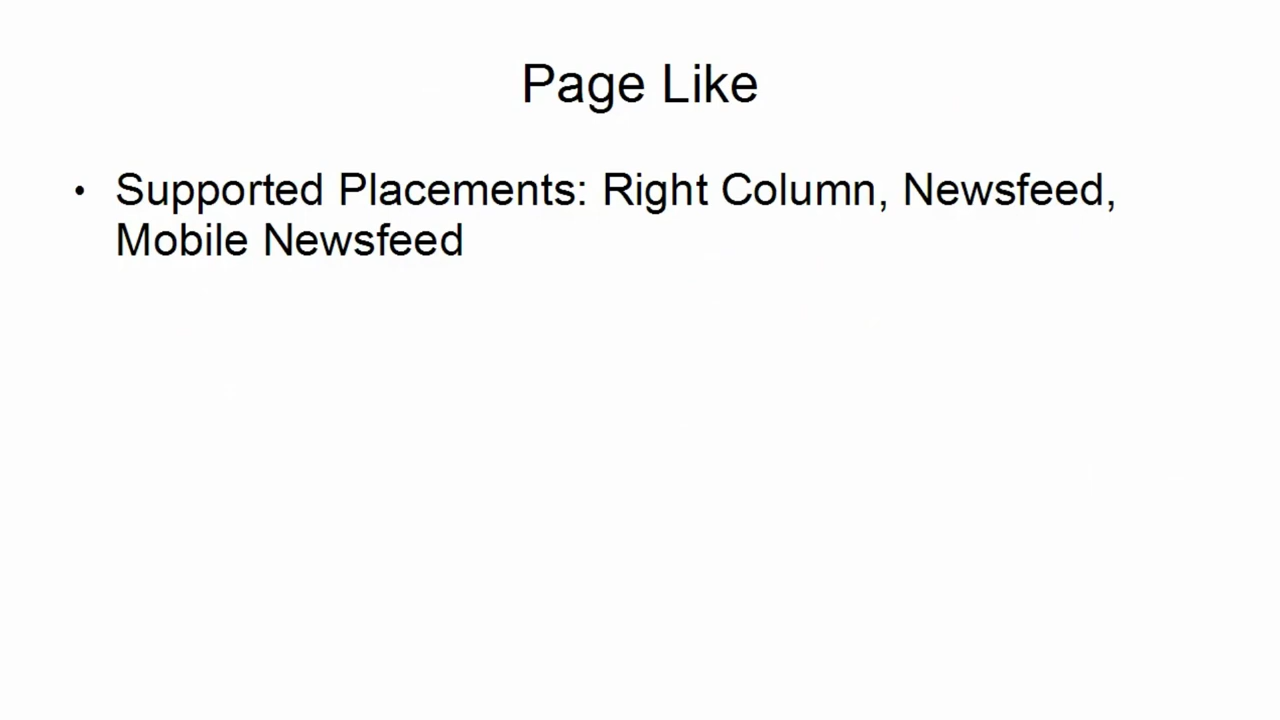 Page Like
• Supported Placements: Right Column, Newsfeed,
Mobile Newsfeed